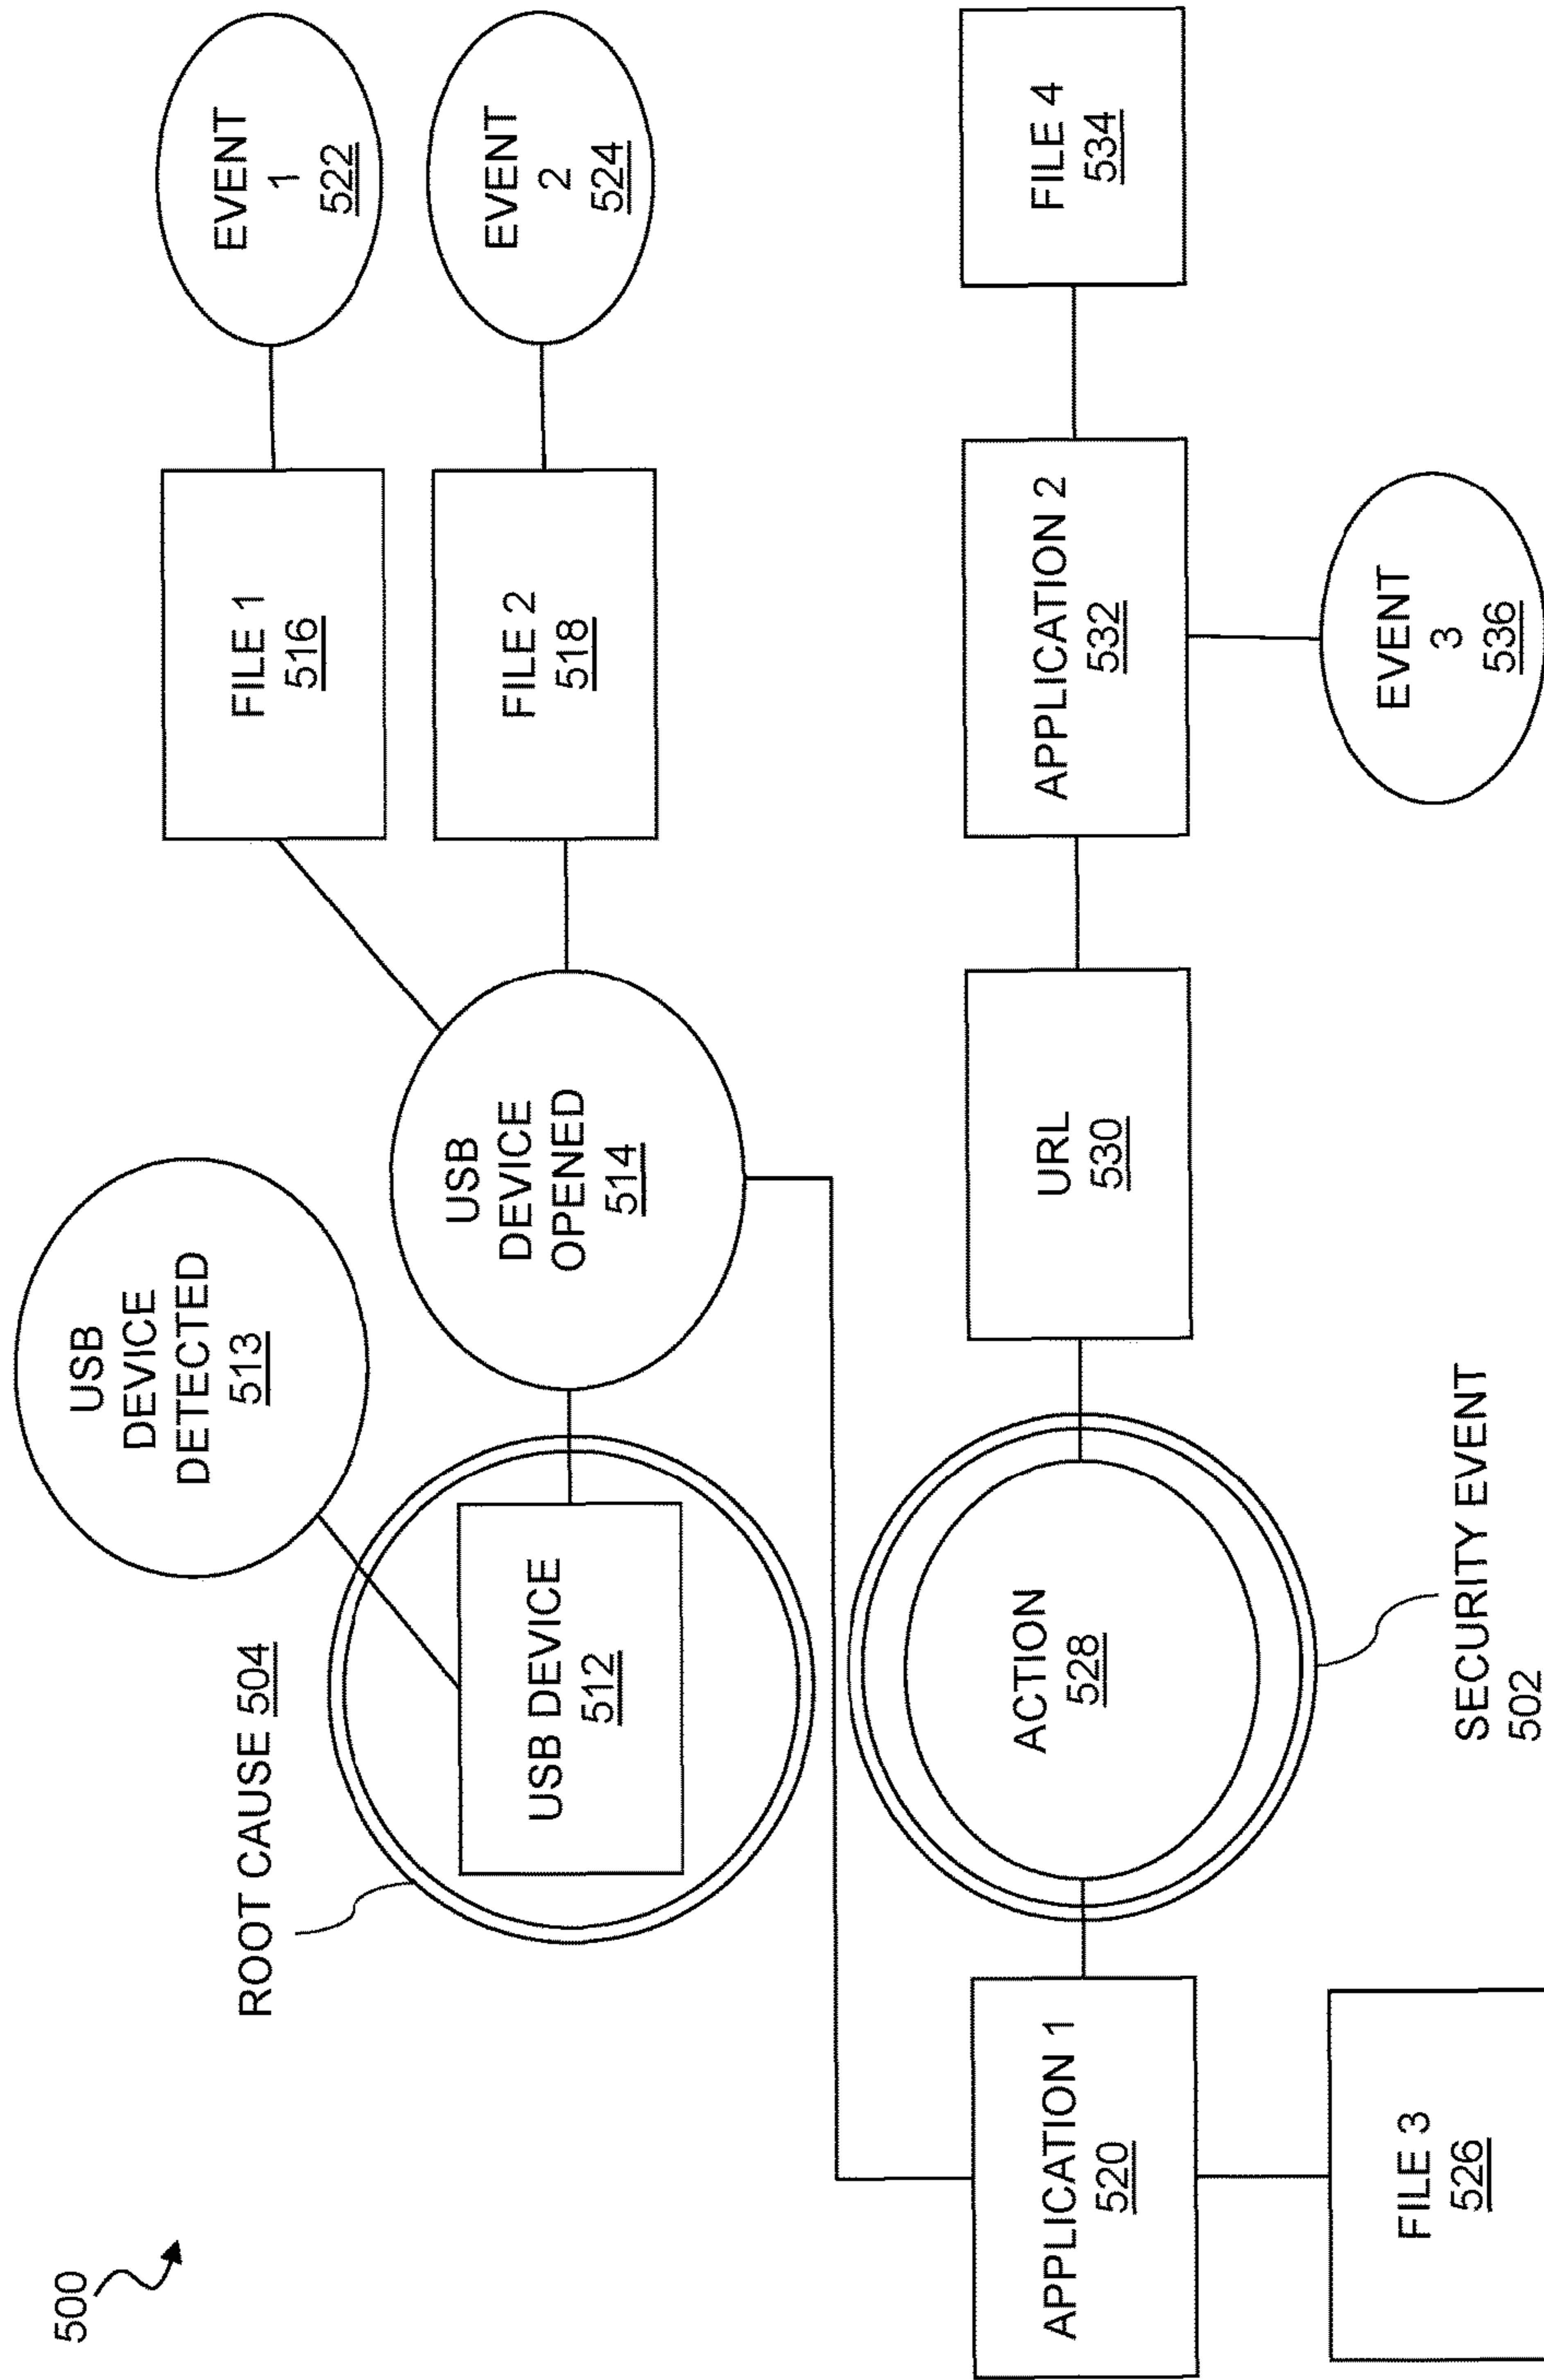 500
ROOT CAUSE 504
USB
DEVICE
DETECTED
513
USB DEVICE
512
USB
DEVICE
OPENED
514
FILE 1
516
EVENT
1
522
FILE 2
518
EVENT
2
524
APPLICATION 1
520
ACTION
528
URL
530
APPLICATION 2
532
FILE 4
534
FILE 3
526
SECURITY EVENT
502
EVENT
3
536